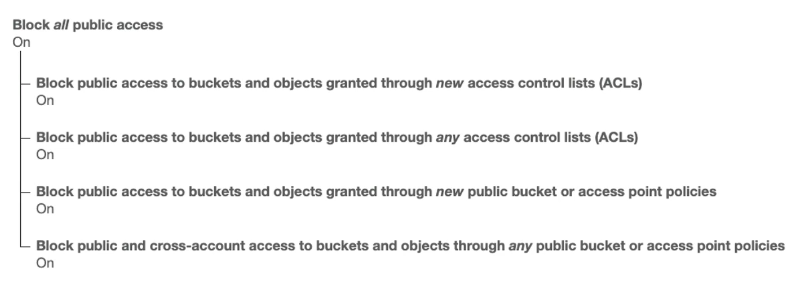 Block all public access
On
Block public access to buckets and objects granted through new access control lists (ACLs)
On
Block public access to buckets and objects granted through any access control lists (ACLs)
On
Block public access to buckets and objects granted through new public bucket or access point policies
On
Block public and cross-account access to buckets and objects through any public bucket or access point policies
On